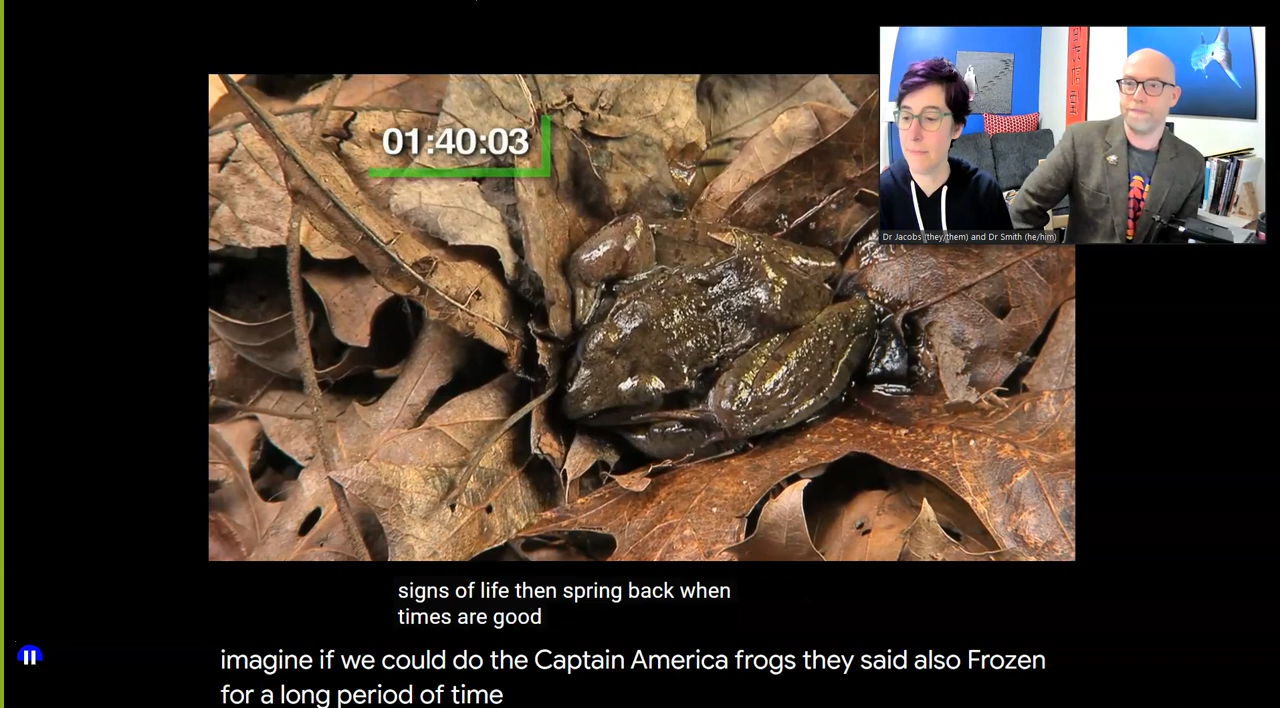 01:40:03
Dr Jacobs (they/them) and Dr Smith (he/him)
signs of life then spring back when
times are good
imagine if we could do the Captain America frogs they said also Frozen
for a long period of time